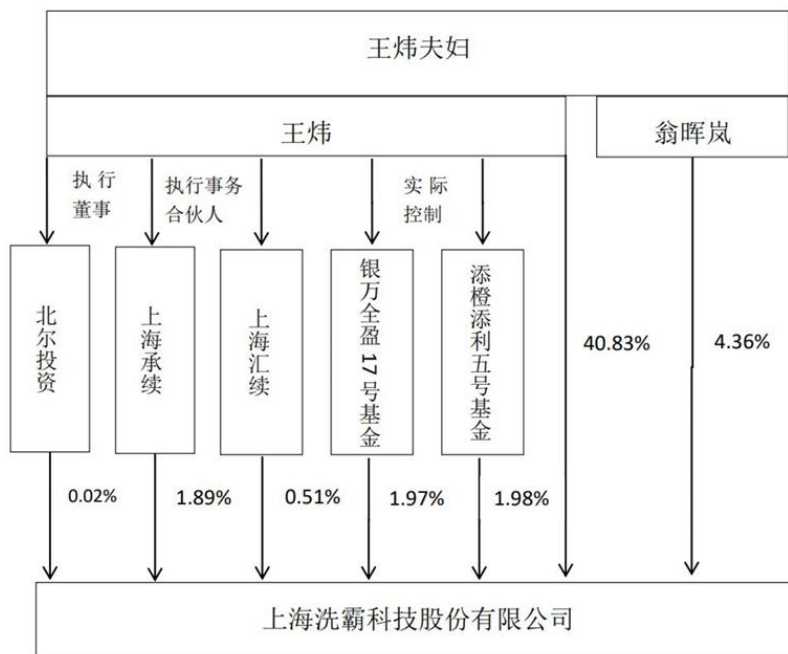 王炜夫妇
王炜
翁晖岚
执 行
董事
执行事务
合伙人
实 际
控制
北尔投资
上海承续
上海汇续
银万全盈 17 号基金
添橙添利五号基金
40.83%
4.36%
0.02%
1.89%
0.51%
1.97%
1.98%
上海洗霸科技股份有限公司